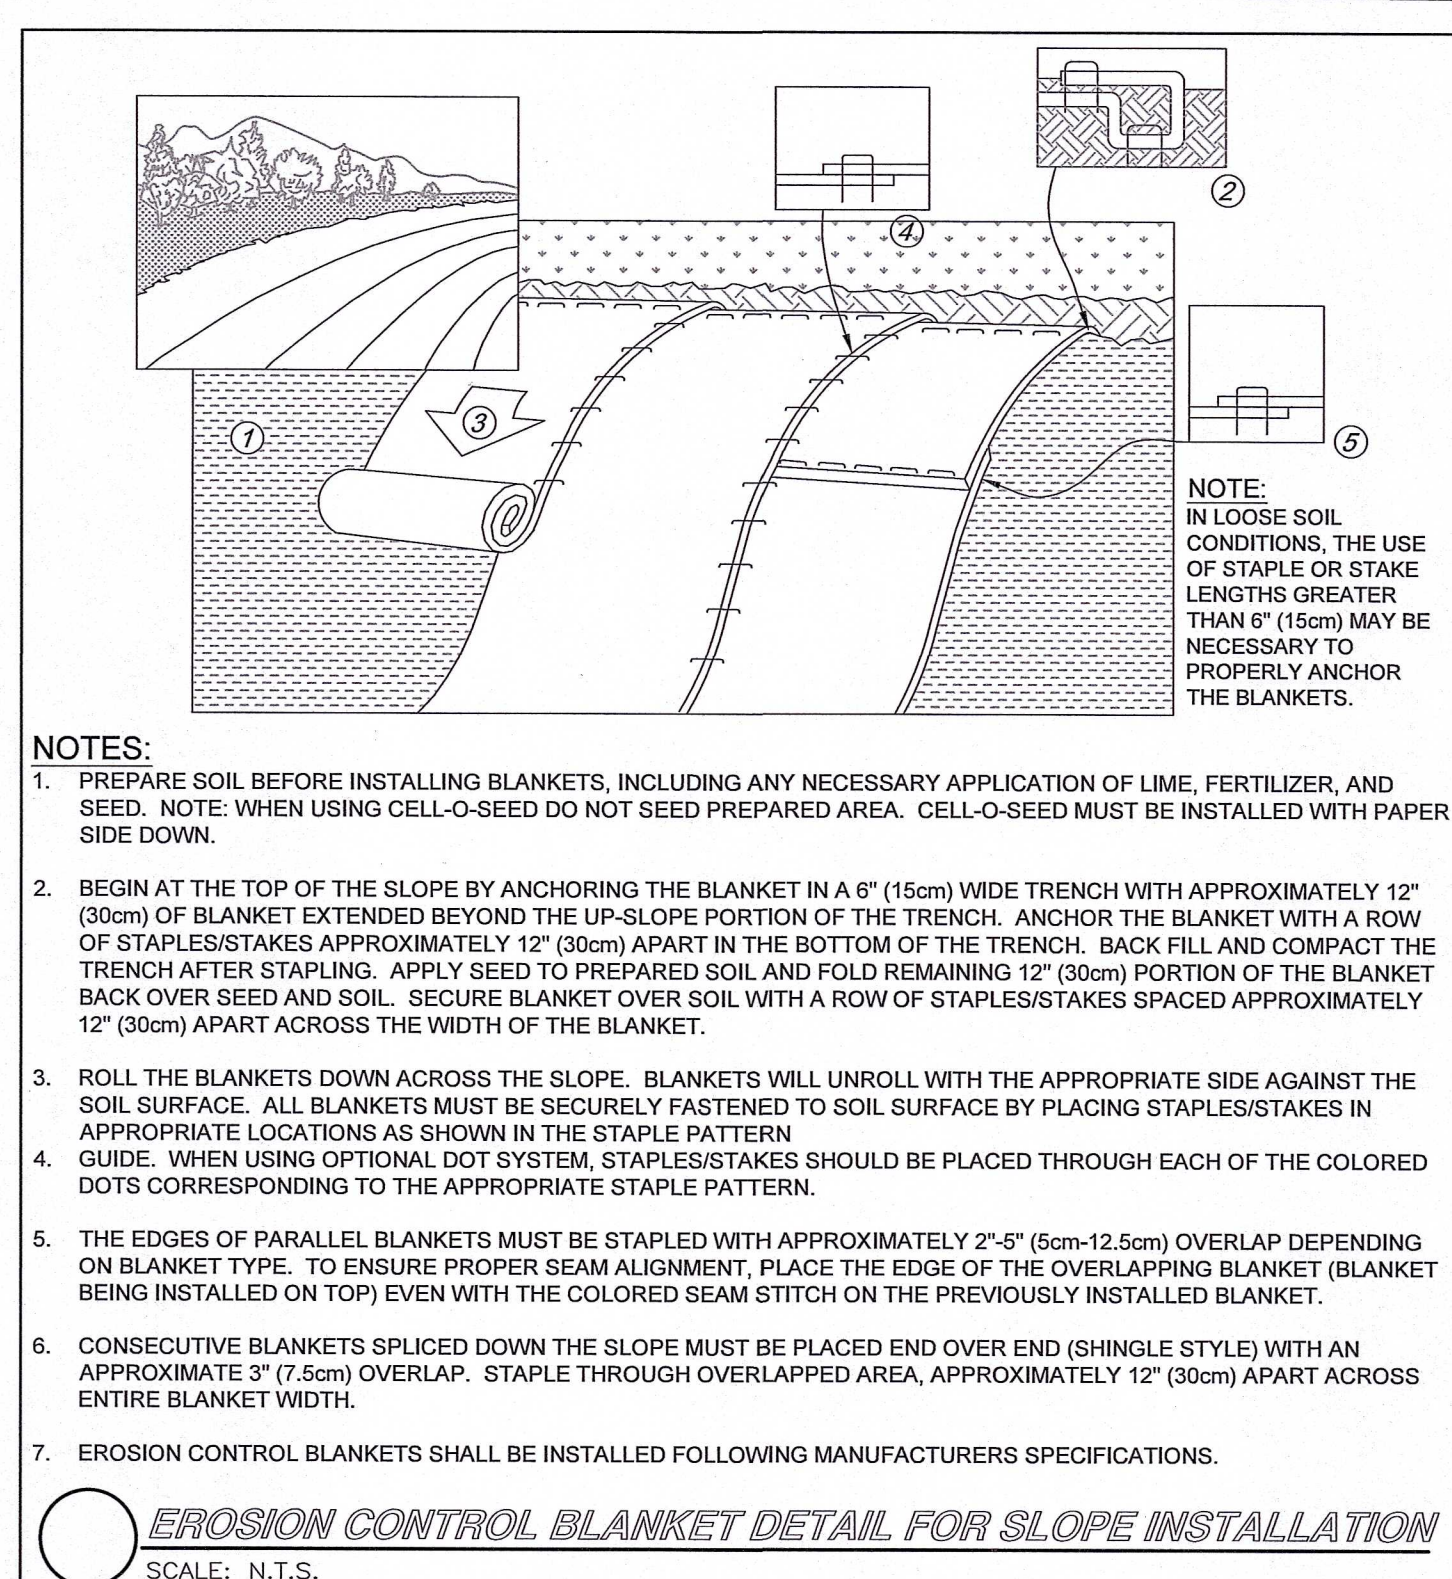 2
4
1
3
5
NOTE:
IN LOOSE SOIL
CONDITIONS, THE USE
OF STAPLE OR STAKE
LENGTHS GREATER
THAN 6" (15cm) MAY BE
NECESSARY TO
PROPERLY ANCHOR
THE BLANKETS.
NOTES:
1. PREPARE SOIL BEFORE INSTALLING BLANKETS, INCLUDING ANY NECESSARY APPLICATION OF LIME, FERTILIZER, AND
SEED. NOTE: WHEN USING CELL-O-SEED DO NOT SEED PREPARED AREA. CELL-O-SEED MUST BE INSTALLED WITH PAPER
SIDE DOWN.
2. BEGIN AT THE TOP OF THE SLOPE BY ANCHORING THE BLANKET IN A 6" (15cm) WIDE TRENCH WITH APPROXIMATELY 12"
(30cm) OF BLANKET EXTENDED BEYOND THE UP-SLOPE PORTION OF THE TRENCH. ANCHOR THE BLANKET WITH A ROW
OF STAPLES/STAKES APPROXIMATELY 12" (30cm) APART IN THE BOTTOM OF THE TRENCH. BACK FILL AND COMPACT THE
TRENCH AFTER STAPLING. APPLY SEED TO PREPARED SOIL AND FOLD REMAINING 12" (30cm) PORTION OF THE BLANKET
BACK OVER SEED AND SOIL. SECURE BLANKET OVER SOIL WITH A ROW OF STAPLES/STAKES SPACED APPROXIMATELY
12" (30cm) APART ACROSS THE WIDTH OF THE BLANKET.
3. ROLL THE BLANKETS DOWN ACROSS THE SLOPE. BLANKETS WILL UNROLL WITH THE APPROPRIATE SIDE AGAINST THE
SOIL SURFACE. ALL BLANKETS MUST BE SECURELY FASTENED TO SOIL SURFACE BY PLACING STAPLES/STAKES IN
APPROPRIATE LOCATIONS AS SHOWN IN THE STAPLE PATTERN
4. GUIDE. WHEN USING OPTIONAL DOT SYSTEM, STAPLES/STAKES SHOULD BE PLACED THROUGH EACH OF THE COLORED
DOTS CORRESPONDING TO THE APPROPRIATE STAPLE PATTERN.
5. THE EDGES OF PARALLEL BLANKETS MUST BE STAPLED WITH APPROXIMATELY 2"-5" (5cm-12.5cm) OVERLAP DEPENDING
ON BLANKET TYPE. TO ENSURE PROPER SEAM ALIGNMENT, PLACE THE EDGE OF THE OVERLAPPING BLANKET (BLANKET
BEING INSTALLED ON TOP) EVEN WITH THE COLORED SEAM STITCH ON THE PREVIOUSLY INSTALLED BLANKET.
6. CONSECUTIVE BLANKETS SPLICED DOWN THE SLOPE MUST BE PLACED END OVER END (SHINGLE STYLE) WITH AN
APPROXIMATE 3" (7.5cm) OVERLAP. STAPLE THROUGH OVERLAPPED AREA, APPROXIMATELY 12" (30cm) APART ACROSS
ENTIRE BLANKET WIDTH.
7. EROSION CONTROL BLANKETS SHALL BE INSTALLED FOLLOWING MANUFACTURERS SPECIFICATIONS.
EROSION CONTROL BLANKET DETAIL FOR SLOPE INSTALLATION
SCALE: N.T.S.